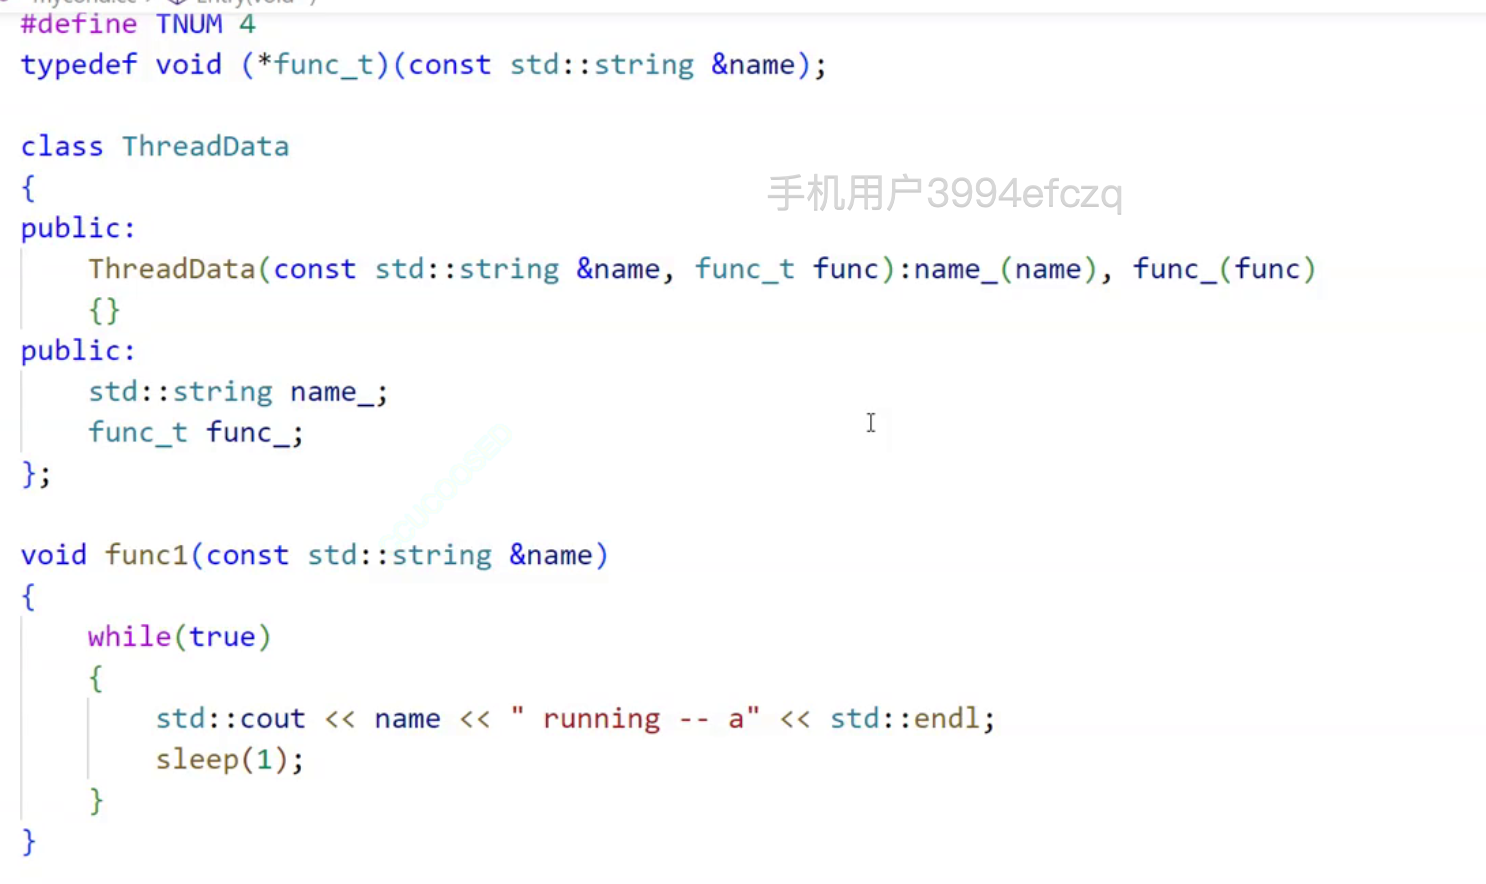 #define TNUM 4
typedef void (*func_t)(const std::string &name);
class ThreadData
{
手机用户3994efczq
public:
ThreadData(const std::string &name, func_t func):name_(name), func_(func)
{}
public:
std::string name_;
func_t func_;
};
void func1(const std::string &name)
{
while(true)
{
std::cout << name << " running -- a" << std::endl;
sleep(1);
}
}